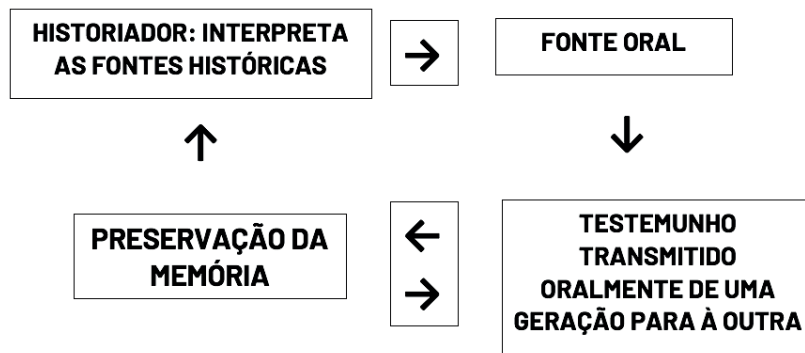 HISTORIADOR: INTERPRETA
AS FONTES HISTÓRICAS
FONTE ORAL
PRESERVAÇÃO DA
MEMÓRIA
TESTEMUNHO
TRANSMITIDO
ORALMENTE DE UMA
GERAÇÃO PARA À OUTRA